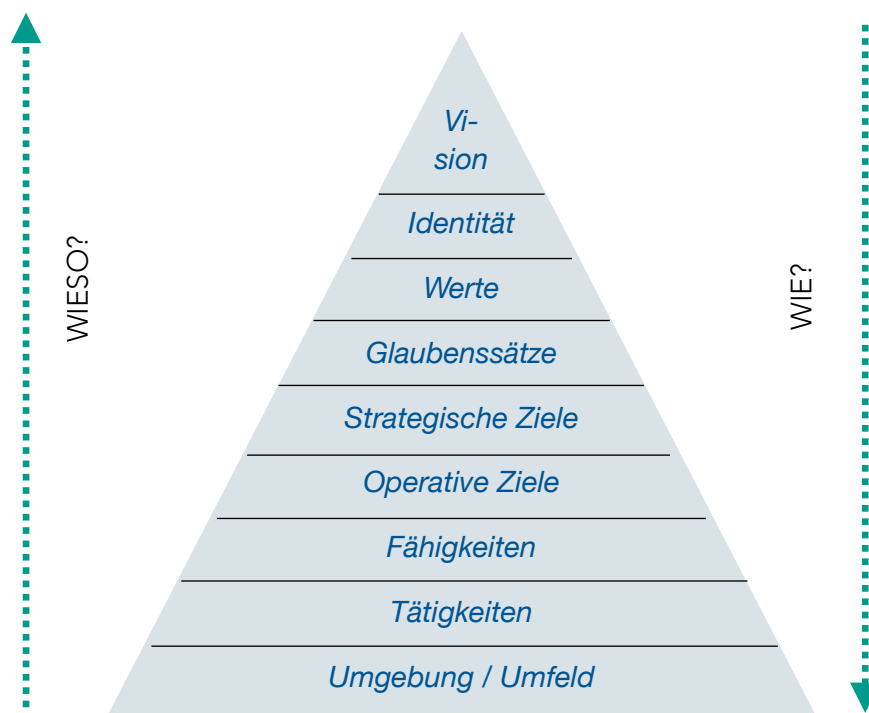 Vi-
sion
Identität
WIESO?
Werte
WIE?
Glaubenssätze
Strategische Ziele
Operative Ziele
Fähigkeiten
Tätigkeiten
Umgebung / Umfeld